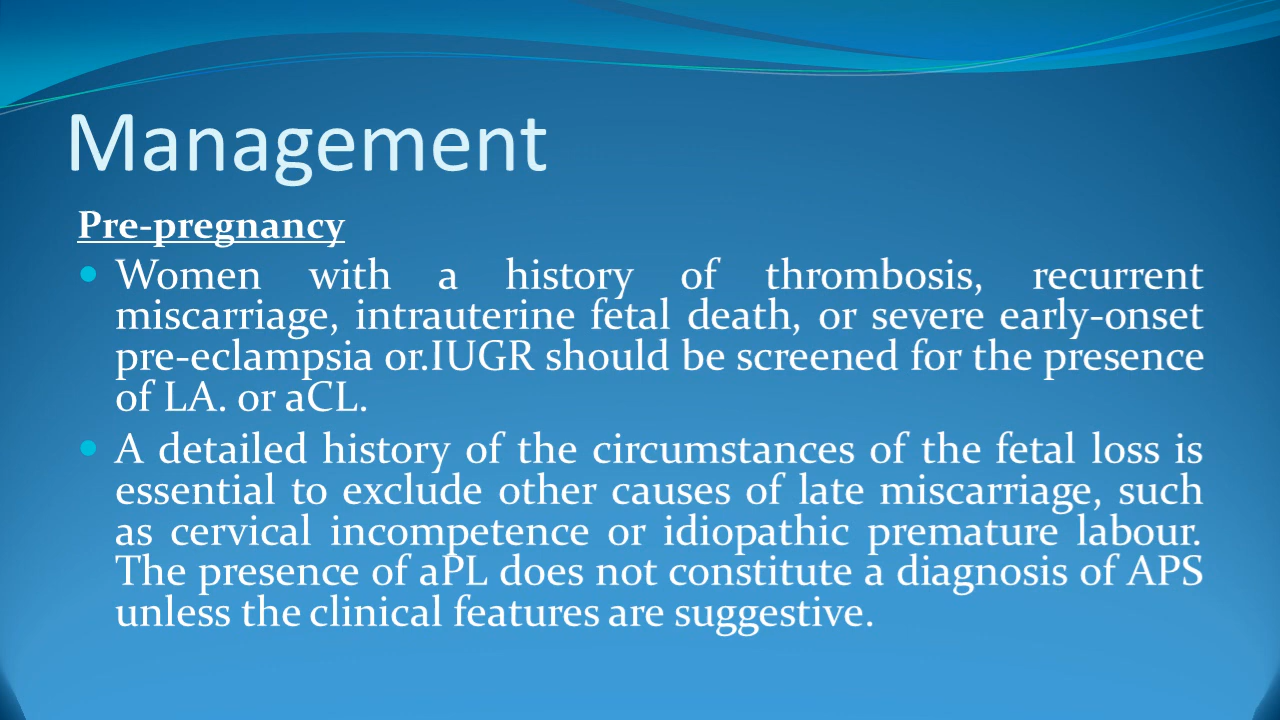 Management
Pre-pregnancy
• Women with a history of thrombosis, recurrent
miscarriage, intrauterine fetal death, or severe early-onset
pre-eclampsia or.IUGR should be screened for the presence
of LA. or aCL.
• A detailed history of the circumstances of the fetal loss is
essential to exclude other causes of late miscarriage, such
as cervical incompetence or idiopathic premature labour.
The presence of aPL does not constitute a diagnosis of APS
unless the clinical features are suggestive.